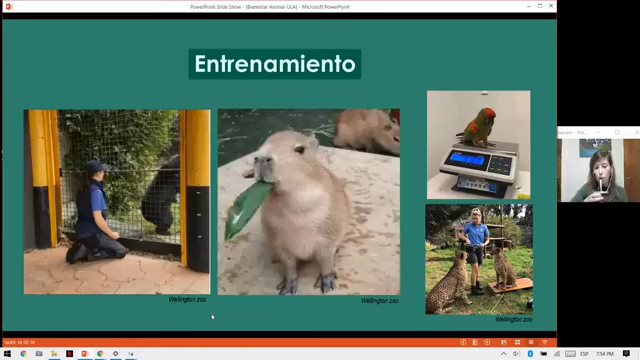 PowerPoint Slide Show - [Bienestar Animal-ULA] - Microsoft PowerPoint
Entrenamiento
Wellington zoo
Wellington zoo
Wellington zoo
ESP
7:54 PM